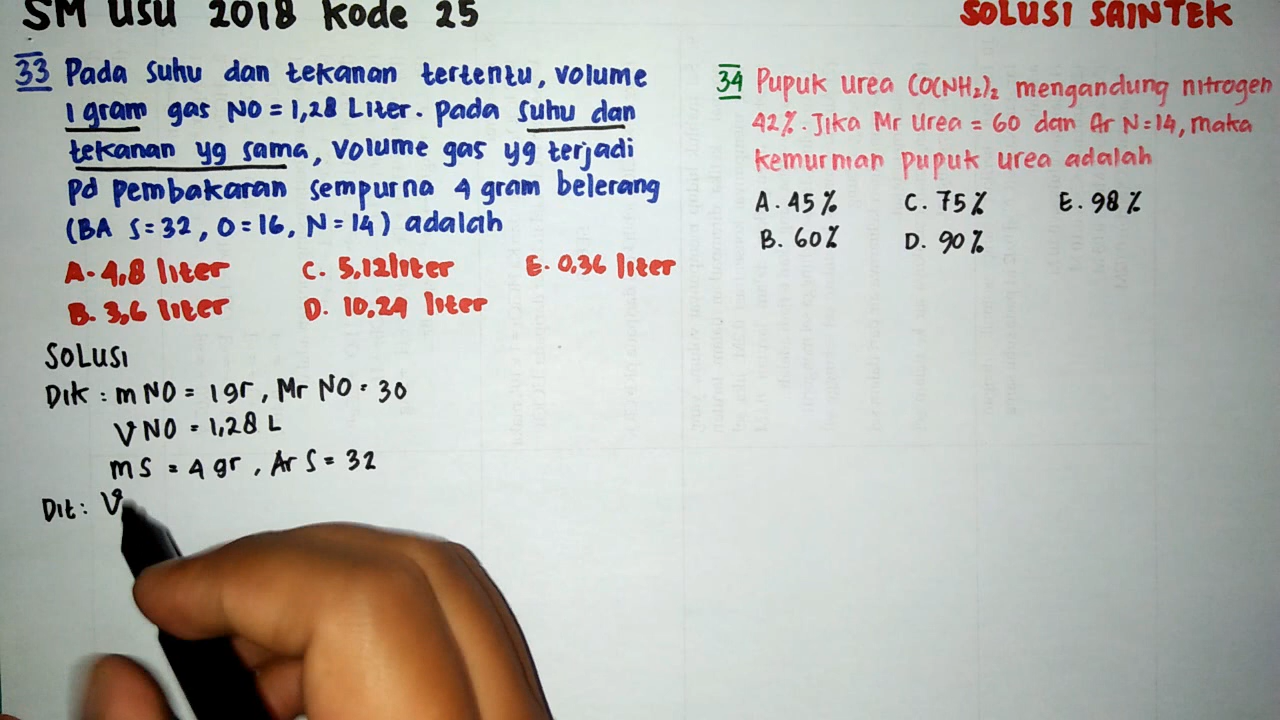 SM USU 2018 Kode 25
SOLUSI SAINTEK
33 Pada suhu dan tekanan tertentu, volume
1 gram gas NO = 1,28 Liter. Pada suhu dan
tekanan yg sama, volume gas yg terjadi
pd pembakaran sempurna 4 gram belerang
(BA S=32, O=16, N=14) adalah
A. 4,8 liter C. 5,12 liter E. 0,36 liter
B. 3,6 liter D. 10,24 liter
SOLUSI
Dik : m NO = 1 gr, Mr NO = 30
V NO = 1,28 L
m S = 4 gr, Ar S = 32
Dit : V
34 Pupuk urea CO(NH₂)₂ mengandung nitrogen
42%. Jika Mr Urea = 60 dan Ar N=14, maka
kemurnian pupuk urea adalah
A. 45% C. 75% E. 98%
B. 60% D. 90%